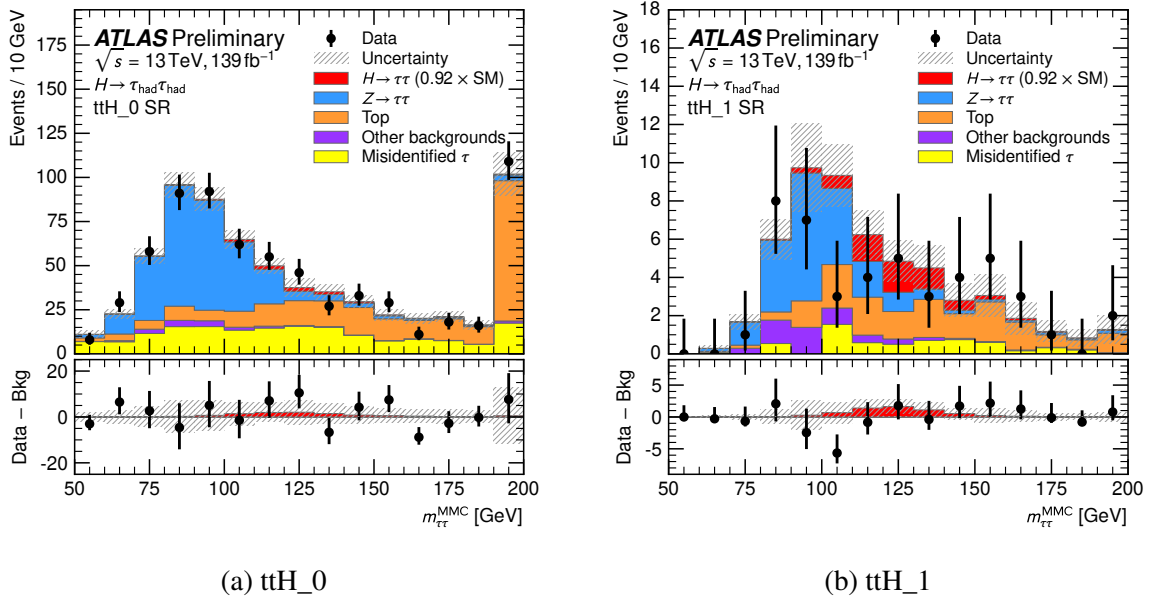 Events / 10 GeV
175
150
125
100
75
50
25
0
ATLAS Preliminary
√s = 13 TeV, 139 fb⁻¹
H → τhadτhad
ttH_0 SR
Data
Uncertainty
H → ττ (0.92 × SM)
Z → ττ
Top
Other backgrounds
Misidentified τ
Data − Bkg
20
0
−20
50 75 100 125 150 175 200
mττMMC [GeV]
(a) ttH_0
Events / 10 GeV
18
16
14
12
10
8
6
4
2
0
ATLAS Preliminary
√s = 13 TeV, 139 fb⁻¹
H → τhadτhad
ttH_1 SR
Data
Uncertainty
H → ττ (0.92 × SM)
Z → ττ
Top
Other backgrounds
Misidentified τ
Data − Bkg
5
0
−5
50 75 100 125 150 175 200
mττMMC [GeV]
(b) ttH_1